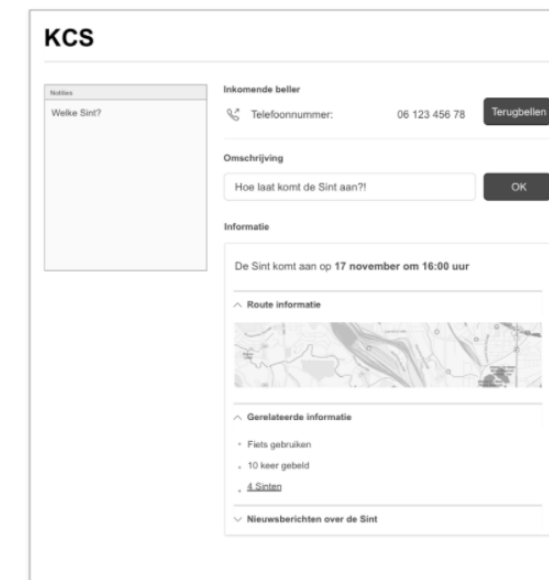 KCS
Notities
Welke Sint?
Inkomende beller
Telefoonnummer: 06 123 456 78 Terugbellen
Omschrijving
Hoe laat komt de Sint aan?! OK
Informatie
De Sint komt aan op 17 november om 16:00 uur
Route informatie
Gerelateerde informatie
Fiets gebruiken
10 keer gebeld
4 Sinten
Nieuwsberichten over de Sint